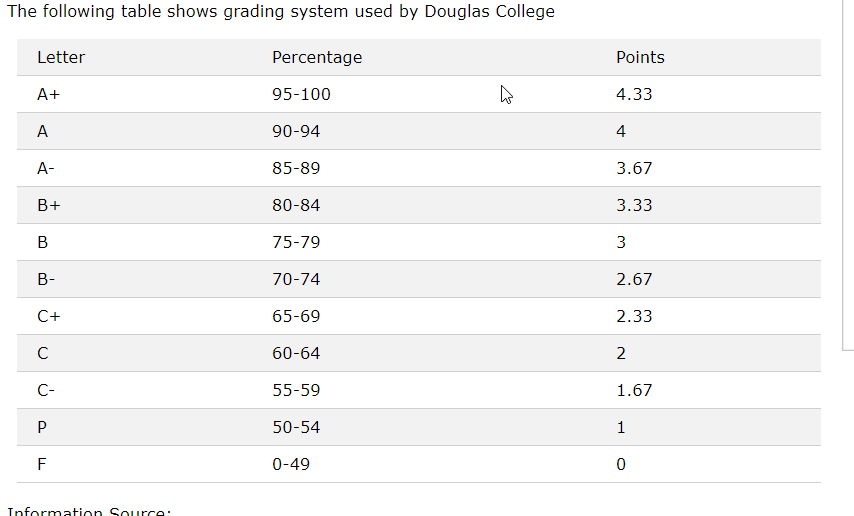 The following table shows grading system used by Douglas College
Letter Percentage Points
A+ 95-100 4.33
A 90-94 4
A- 85-89 3.67
B+ 80-84 3.33
B 75-79 3
B- 70-74 2.67
C+ 65-69 2.33
C 60-64 2
C- 55-59 1.67
P 50-54 1
F 0-49 0
Information Source: